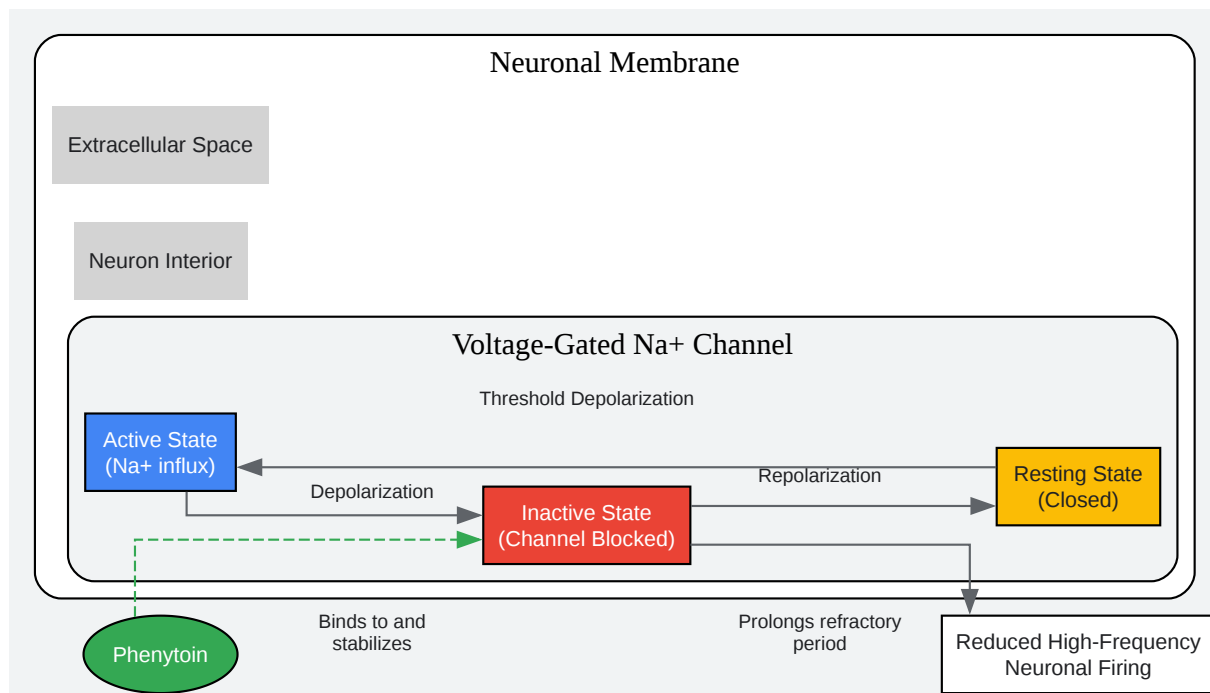 Neuronal Membrane
Extracellular Space
Neuron Interior
Voltage-Gated Na+ Channel
Threshold Depolarization
Active State
(Na+ influx)
Depolarization
Inactive State
(Channel Blocked)
Repolarization
Resting State
(Closed)
Phenytoin
Binds to and
stabilizes
Prolongs refractory
period
Reduced High-Frequency
Neuronal Firing